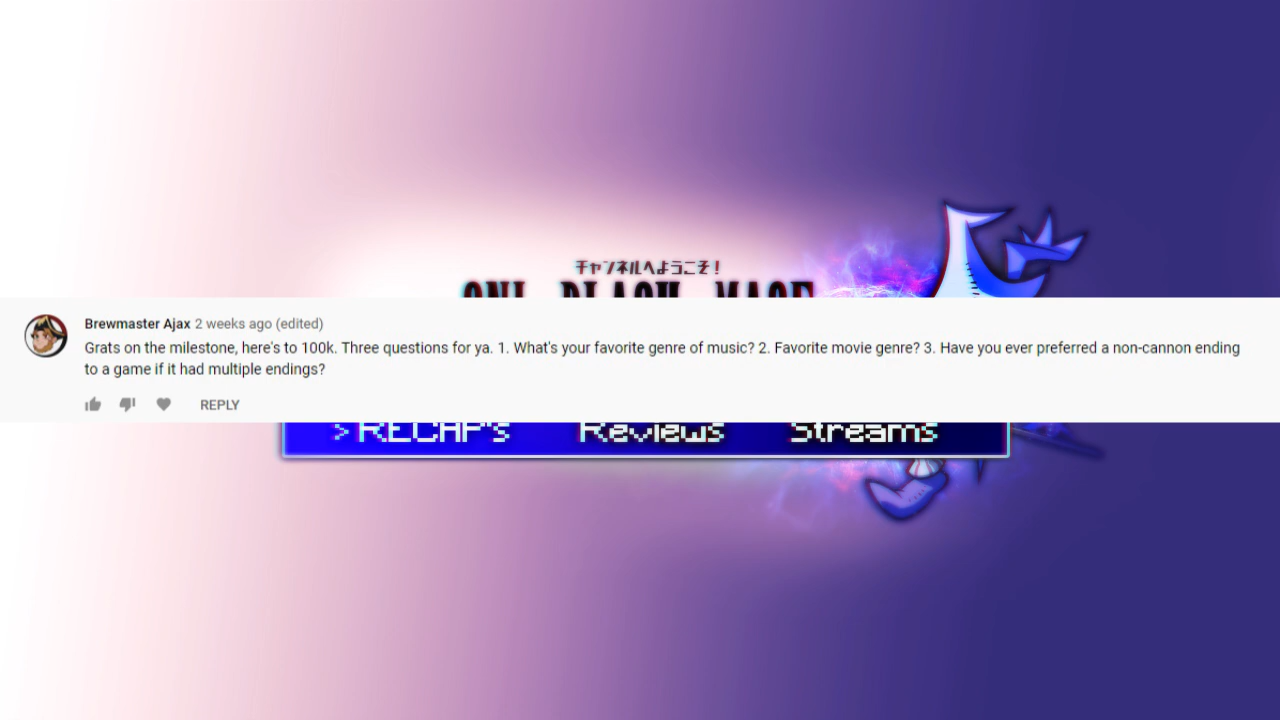 チャンネルへようこそ!
ONI BLACK MAGE
Brewmaster Ajax 2 weeks ago (edited)
Grats on the milestone, here's to 100k. Three questions for ya. 1. What's your favorite genre of music? 2. Favorite movie genre? 3. Have you ever preferred a non-cannon ending
to a game if it had multiple endings?
REPLY
>RECAP's Reviews Streams